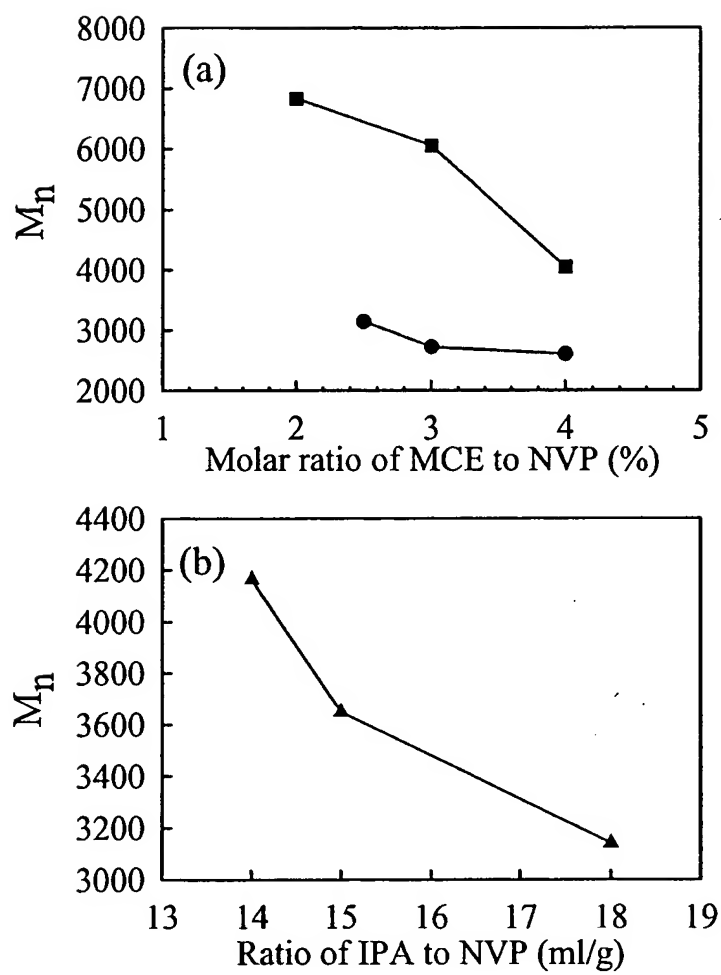 (a)
8000
7000
6000
5000
4000
3000
2000
Mn
1 2 3 4 5
Molar ratio of MCE to NVP (%)
(b)
4400
4200
4000
3800
3600
3400
3200
3000
Mn
13 14 15 16 17 18 19
Ratio of IPA to NVP (ml/g)